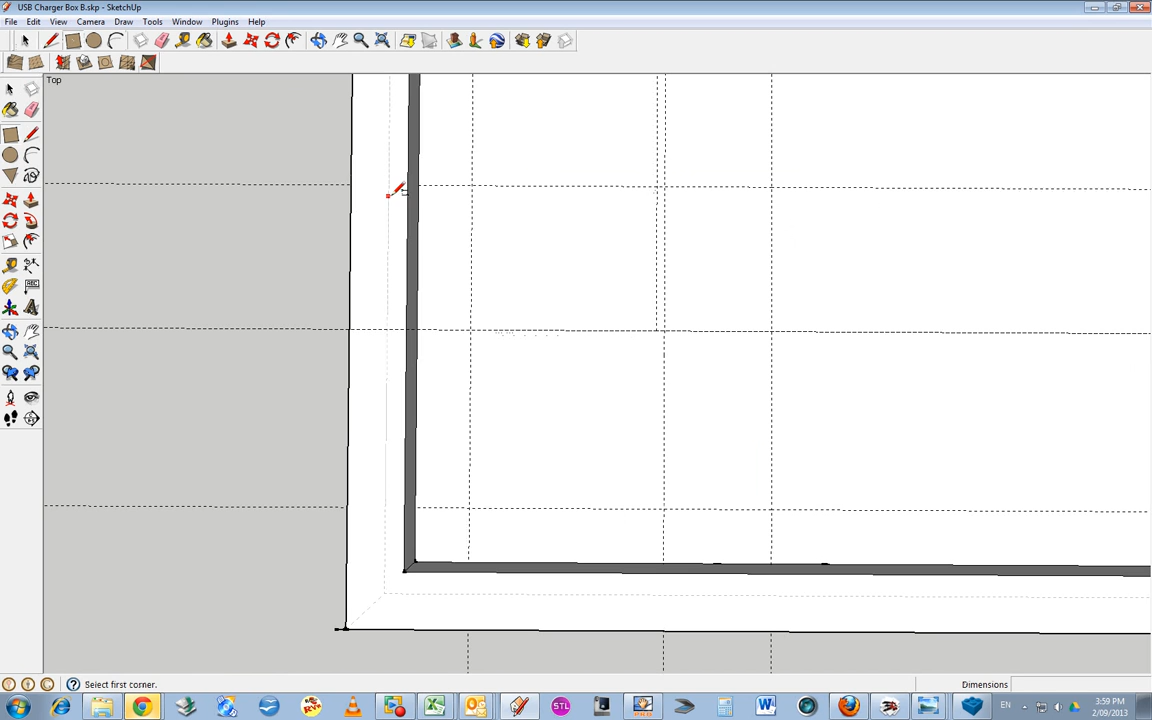 USB Charger Box B.skp - SketchUp
File Edit View Camera Draw Tools Window Plugins Help
Top
ABC
Select first corner.
Dimensions
STL
W
EN
3:59 PM
2/09/2013